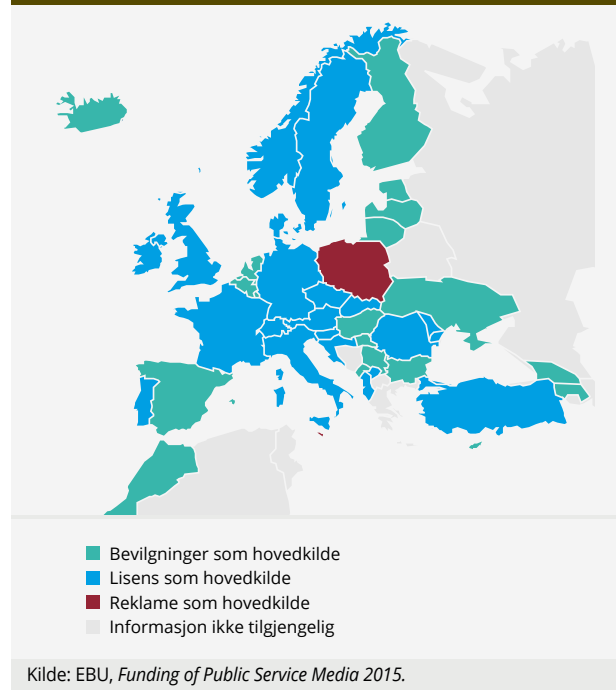 Bevilgninger som hovedkilde
Lisens som hovedkilde
Reklame som hovedkilde
Informasjon ikke tilgjengelig
Kilde: EBU, Funding of Public Service Media 2015.